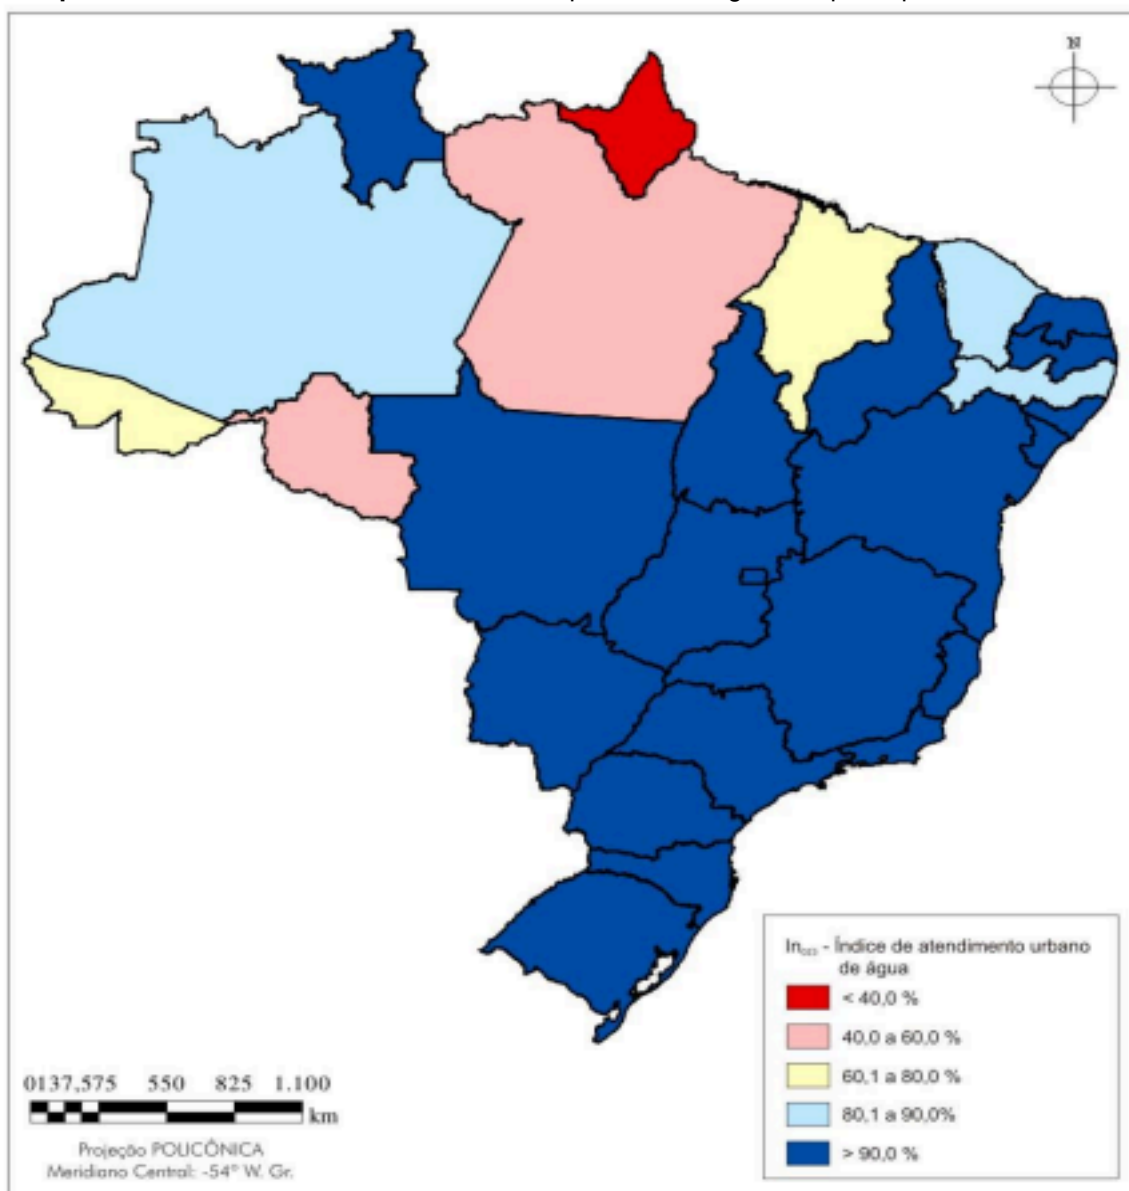 N
In₀₂₃ - Índice de atendimento urbano
de água
< 40,0 %
40,0 a 60,0 %
60,1 a 80,0 %
80,1 a 90,0%
> 90,0 %
0137,575 550 825 1.100
km
Projeção POLICÔNICA
Meridiano Central: -54° W. Gr.